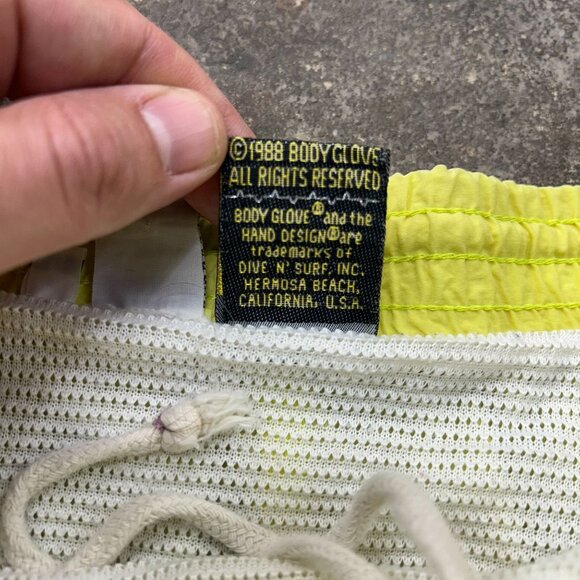 ©1988 BODY GLOVE
ALL RIGHTS RESERVED
BODY GLOVE® and the
HAND DESIGN® are
trademarks of
DIVE N' SURF, INC.
HERMOSA BEACH,
CALIFORNIA, U.S.A.